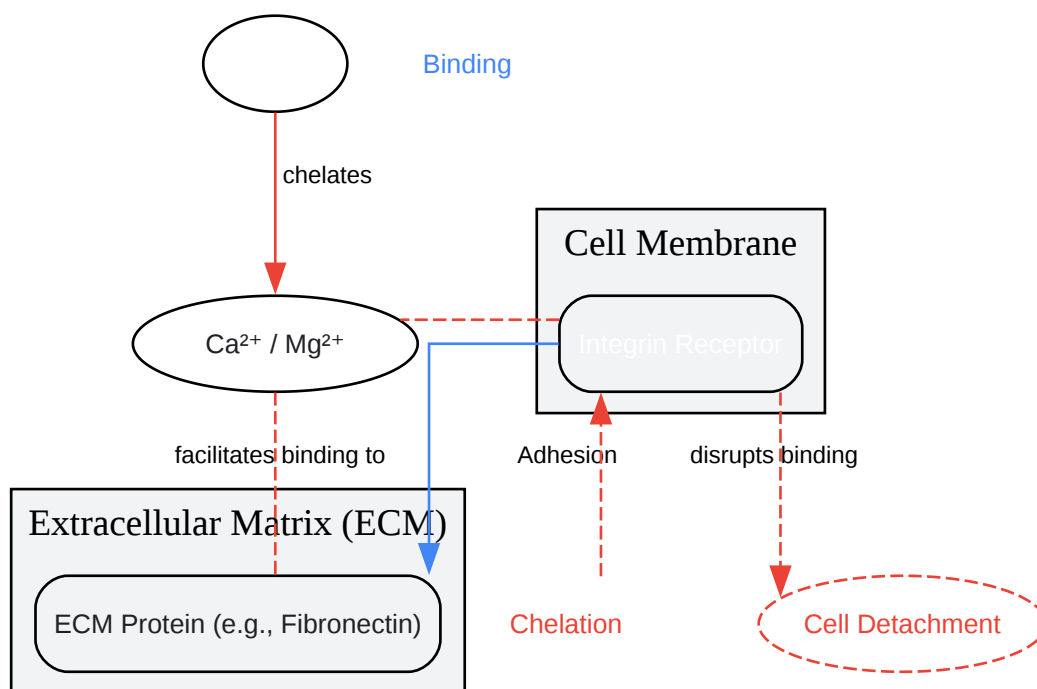 Binding
chelates
Cell Membrane
Ca²⁺ / Mg²⁺
Integrin Receptor
facilitates binding to
Adhesion
disrupts binding
Extracellular Matrix (ECM)
ECM Protein (e.g., Fibronectin)
Chelation
Cell Detachment